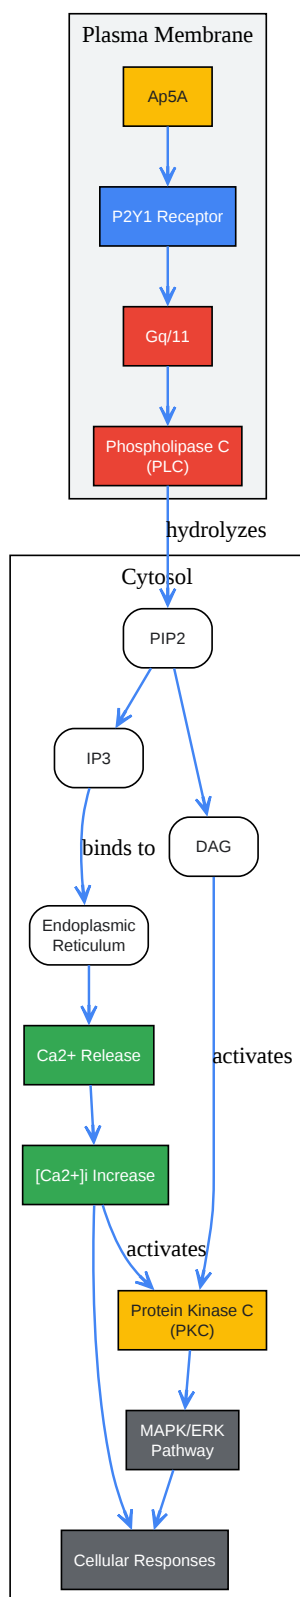 Plasma Membrane
Ap5A
P2Y1 Receptor
Gq/11
Phospholipase C
(PLC)
hydrolyzes
Cytosol
PIP2
IP3
DAG
binds to
Endoplasmic
Reticulum
Ca2+ Release
activates
[Ca2+]i Increase
activates
Protein Kinase C
(PKC)
MAPK/ERK
Pathway
Cellular Responses